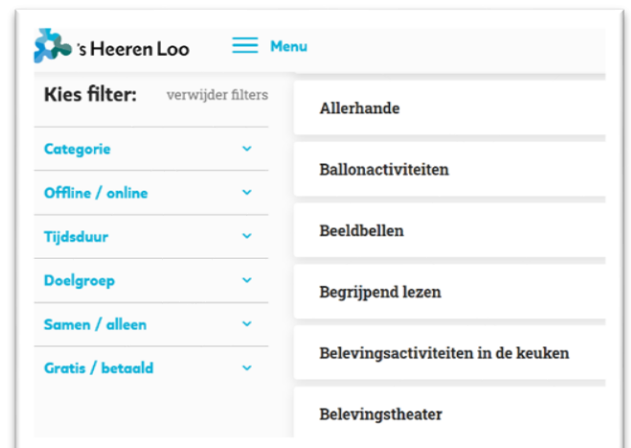 's Heeren Loo
Menu
Kies filter:
verwijder filters
Categorie
Offline / online
Tijdsduur
Doelgroep
Samen / alleen
Gratis / betaald
Allerhande
Ballonactiviteiten
Beeldbellen
Begrijpend lezen
Belevingsactiviteiten in de keuken
Belevingstheater